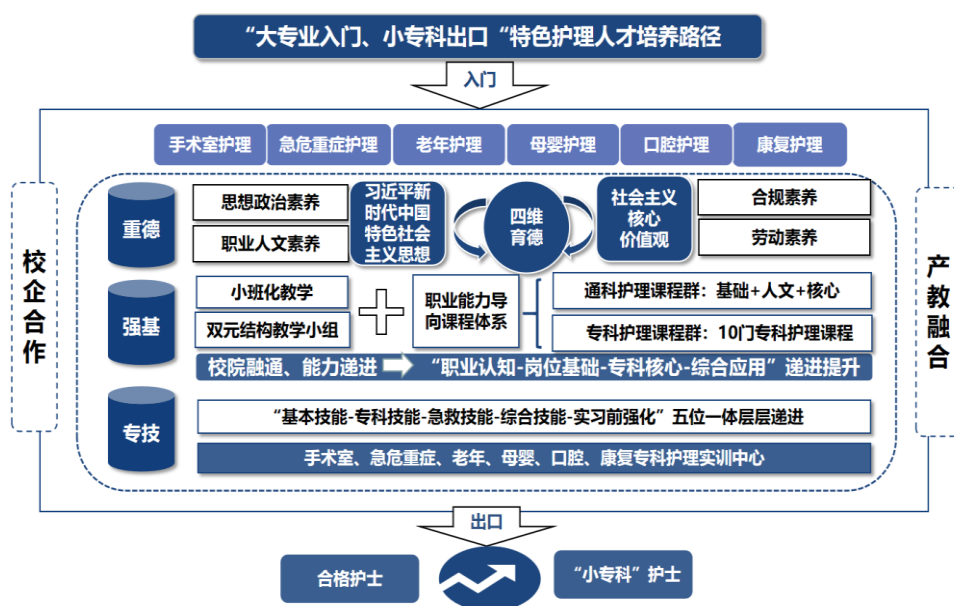 “大专业入门、小专科出口“特色护理人才培养路径
入门
手术室护理
急危重症护理
老年护理
母婴护理
口腔护理
康复护理
校企合作
重德
思想政治素养
职业人文素养
习近平新
时代中国
特色社会
主义思想
四维
育德
社会主义
核心
价值观
合规素养
劳动素养
强基
小班化教学
双元结构教学小组
职业能力导
向课程体系
通科护理课程群：基础+人文+核心
专科护理课程群：10门专科护理课程
校院融通、能力递进
“职业认知-岗位基础-专科核心-综合应用”递进提升
专技
“基本技能-专科技能-急救技能-综合技能-实习前强化”五位一体层层递进
手术室、急危重症、老年、母婴、口腔、康复专科护理实训中心
产教融合
出口
合格护士
“小专科”护士